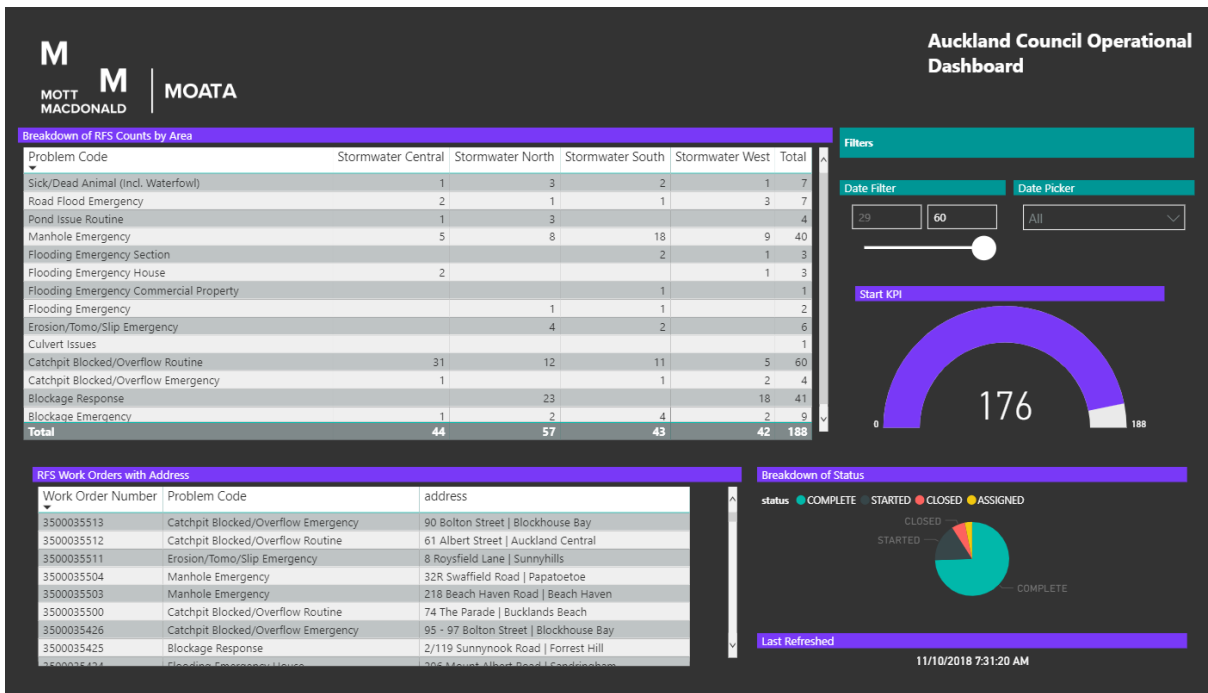 M
M
MOTT
MACDONALD
MOATA
Auckland Council Operational
Dashboard
Breakdown of RFS Counts by Area
Problem Code Stormwater Central Stormwater North Stormwater South Stormwater West Total
Sick/Dead Animal (Incl. Waterfowl) 1 3 2 1 7
Road Flood Emergency 2 1 1 3 7
Pond Issue Routine 1 3 4
Manhole Emergency 5 8 18 9 40
Flooding Emergency Section 2 1 3
Flooding Emergency House 2 1 3
Flooding Emergency Commercial Property 1 1
Flooding Emergency 1 1 2
Erosion/Tomo/Slip Emergency 4 2 6
Culvert Issues 1
Catchpit Blocked/Overflow Routine 31 12 11 5 60
Catchpit Blocked/Overflow Emergency 1 1 2 4
Blockage Response 23 18 41
Blockage Emergency 1 2 4 2 9
Total 44 57 43 42 188
Filters
Date Filter
Date Picker
29 60
All
Start KPI
176
0
188
RFS Work Orders with Address
Work Order Number Problem Code address
3500035513 Catchpit Blocked/Overflow Emergency 90 Bolton Street | Blockhouse Bay
3500035512 Catchpit Blocked/Overflow Routine 61 Albert Street | Auckland Central
3500035511 Erosion/Tomo/Slip Emergency 8 Roysfield Lane | Sunnyhills
3500035504 Manhole Emergency 32R Swaffield Road | Papatoetoe
3500035503 Manhole Emergency 218 Beach Haven Road | Beach Haven
3500035500 Catchpit Blocked/Overflow Routine 74 The Parade | Bucklands Beach
3500035426 Catchpit Blocked/Overflow Emergency 95 - 97 Bolton Street | Blockhouse Bay
3500035425 Blockage Response 2/119 Sunnynook Road | Forrest Hill
3500035424 Flooding Emergency House Mount Albert Road | Sandringham
Breakdown of Status
status COMPLETE STARTED CLOSED ASSIGNED
CLOSED
STARTED
COMPLETE
Last Refreshed
11/10/2018 7:31:20 AM